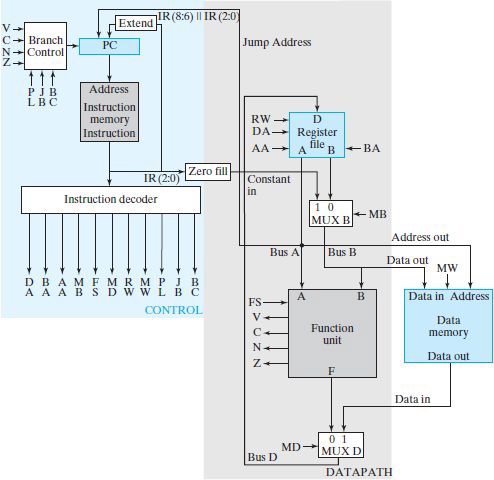 IR(8:6) || IR(2:0)
Extend
V
C
N
Z
Branch
Control
PC
P J B
L B C
Jump Address
Address
Instruction
memory
Instruction
RW
DA
AA
D
Register
file
A B
BA
IR(2:0)
Zero fill
Constant
in
Instruction decoder
1 0
MUX B
MB
Address out
Bus A
Bus B
Data out
MW
D B A M F M R M P J B
A A A B S D W W L B C
CONTROL
FS
V
C
N
Z
A B
Function
unit
F
Data in Address
Data
memory
Data out
Data in
MD
0 1
MUX D
Bus D
DATAPATH